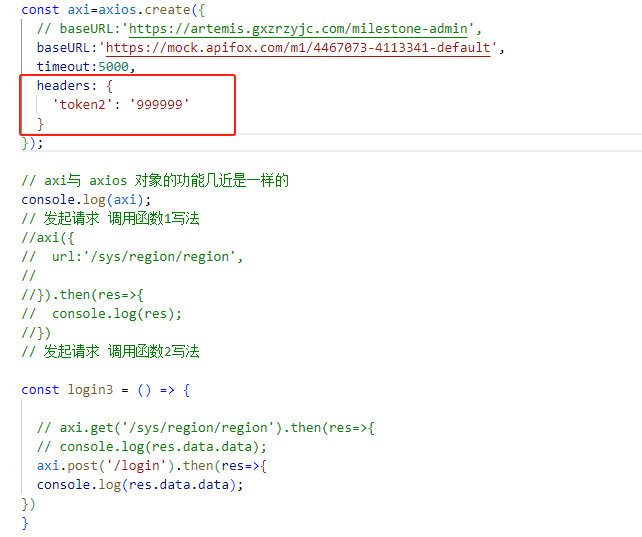 const axi=axios.create({
// baseURL:'https://artemis.gxzrzyjc.com/milestone-admin',
baseURL:'https://mock.apifox.com/m1/4467073-4113341-default',
timeout:5000,
headers: {
'token2': '999999'
}
});
// axi与 axios 对象的功能几近是一样的
console.log(axi);
// 发起请求 调用函数1写法
//axi({
//  url:'/sys/region/region',
//
//}).then(res=>{
//  console.log(res);
//})
// 发起请求 调用函数2写法
const login3 = () => {
// axi.get('/sys/region/region').then(res=>{
// console.log(res.data.data);
axi.post('/login').then(res=>{
console.log(res.data.data);
})
}